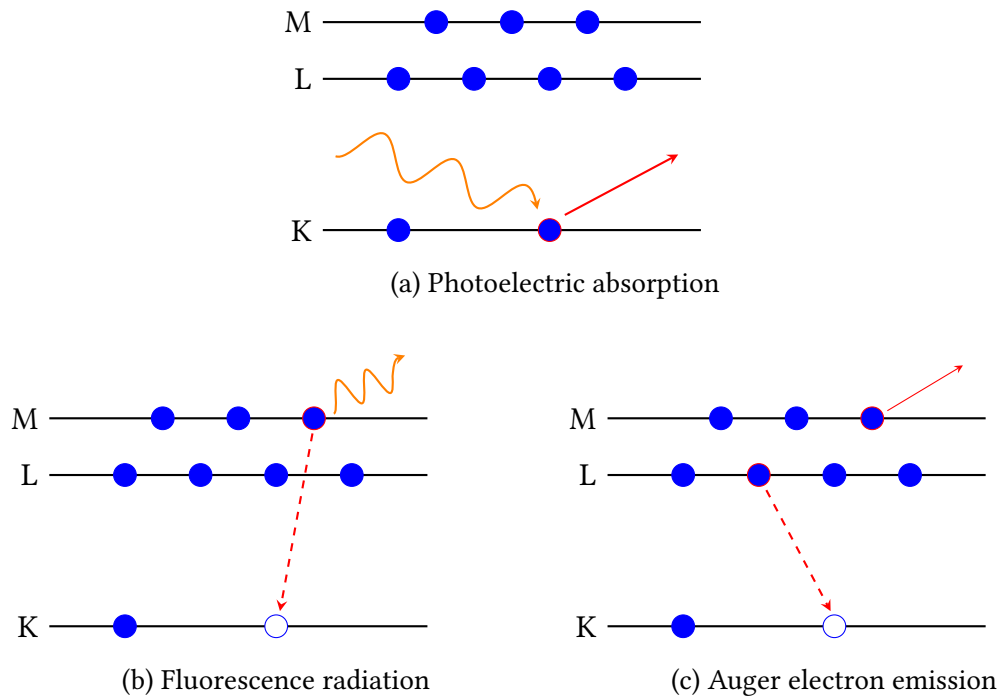 M
L
K
(a) Photoelectric absorption
M
L
K
(b) Fluorescence radiation
M
L
K
(c) Auger electron emission